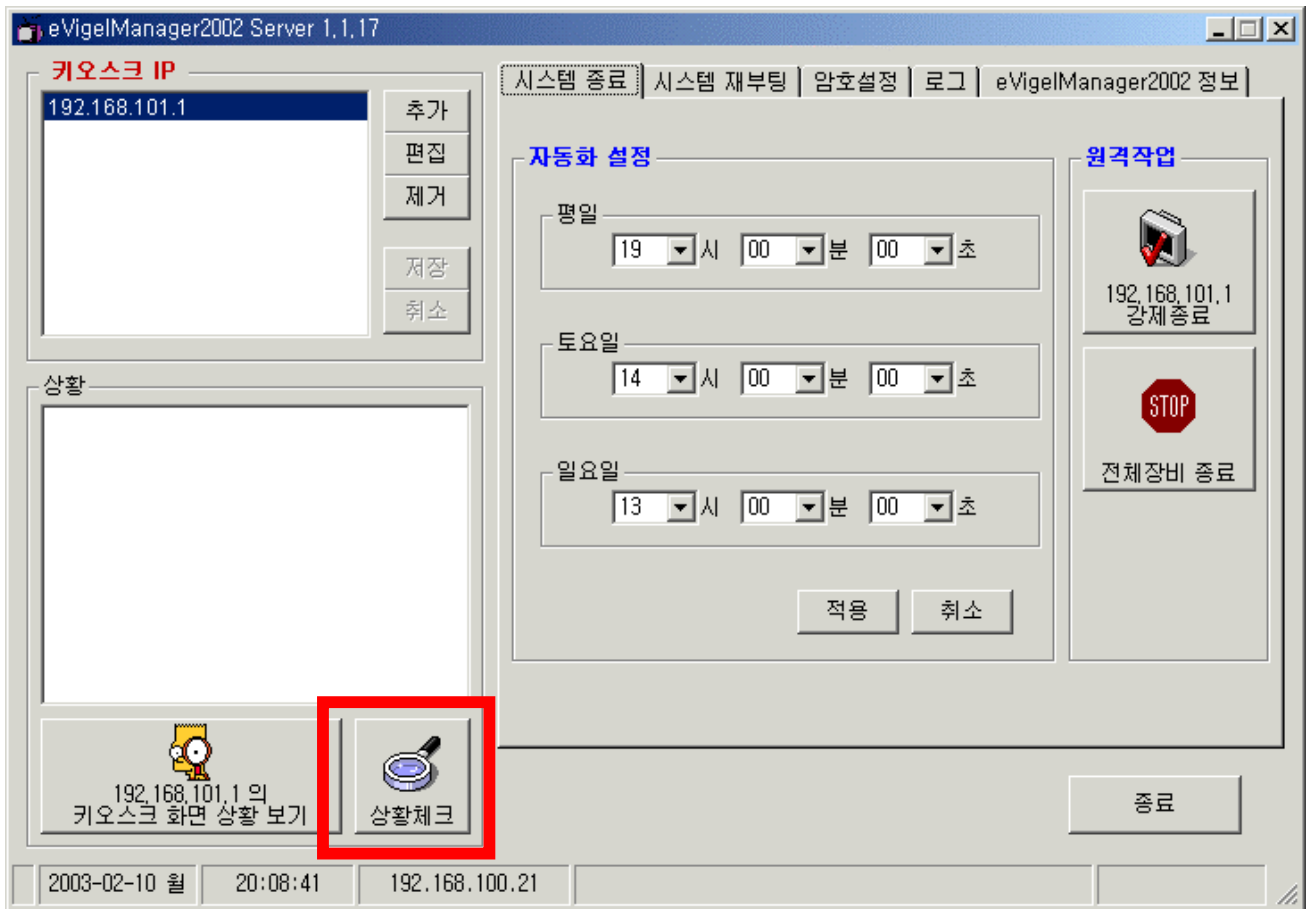 eVigelManager2002 Server 1,1,17
키오스크 IP
192.168.101.1
추가
편집
제거
저장
취소
상황
192,168,101,1 의
키오스크 화면 상황 보기
상황체크
시스템 종료 시스템 재부팅 암호설정 로그 eVigelManager2002 정보
자동화 설정
평일
19 시 00 분 00 초
토요일
14 시 00 분 00 초
일요일
13 시 00 분 00 초
적용 취소
원격작업
192,168,101,1
강제종료
STOP
전체장비 종료
종료
2003-02-10 월 20:08:41 192.168.100.21